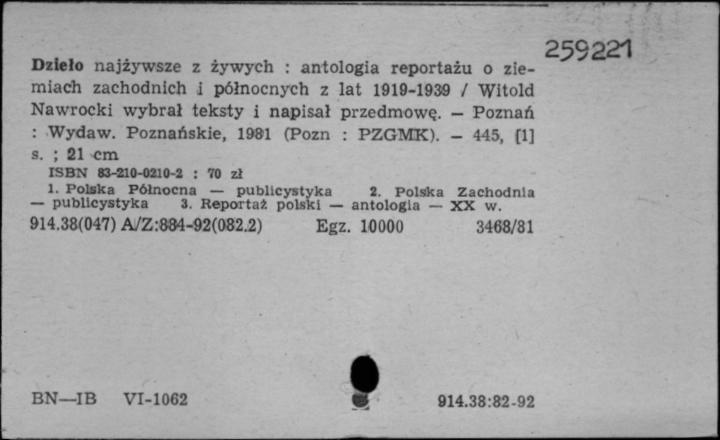 259221
Dzieło najżywsze z żywych : antologia reportażu o zie-
miach zachodnich i północnych z lat 1919-1939 / Witold
Nawrocki wybrał teksty i napisał przedmowę. — Poznań
: Wydaw. Poznańskie, 1981 (Pozn : PZGMK). — 445, [1]
s. ; 21 cm
ISBN 83-210-0210-2 : 70 zł
1. Polska Północna — publicystyka 2. Polska Zachodnia
— publicystyka 3. Reportaż polski — antologia — XX w.
914.38(047) A/Z:884-92(082.2) Egz. 10000 3468/81
BN—IB VI-1062 914.38:82-92